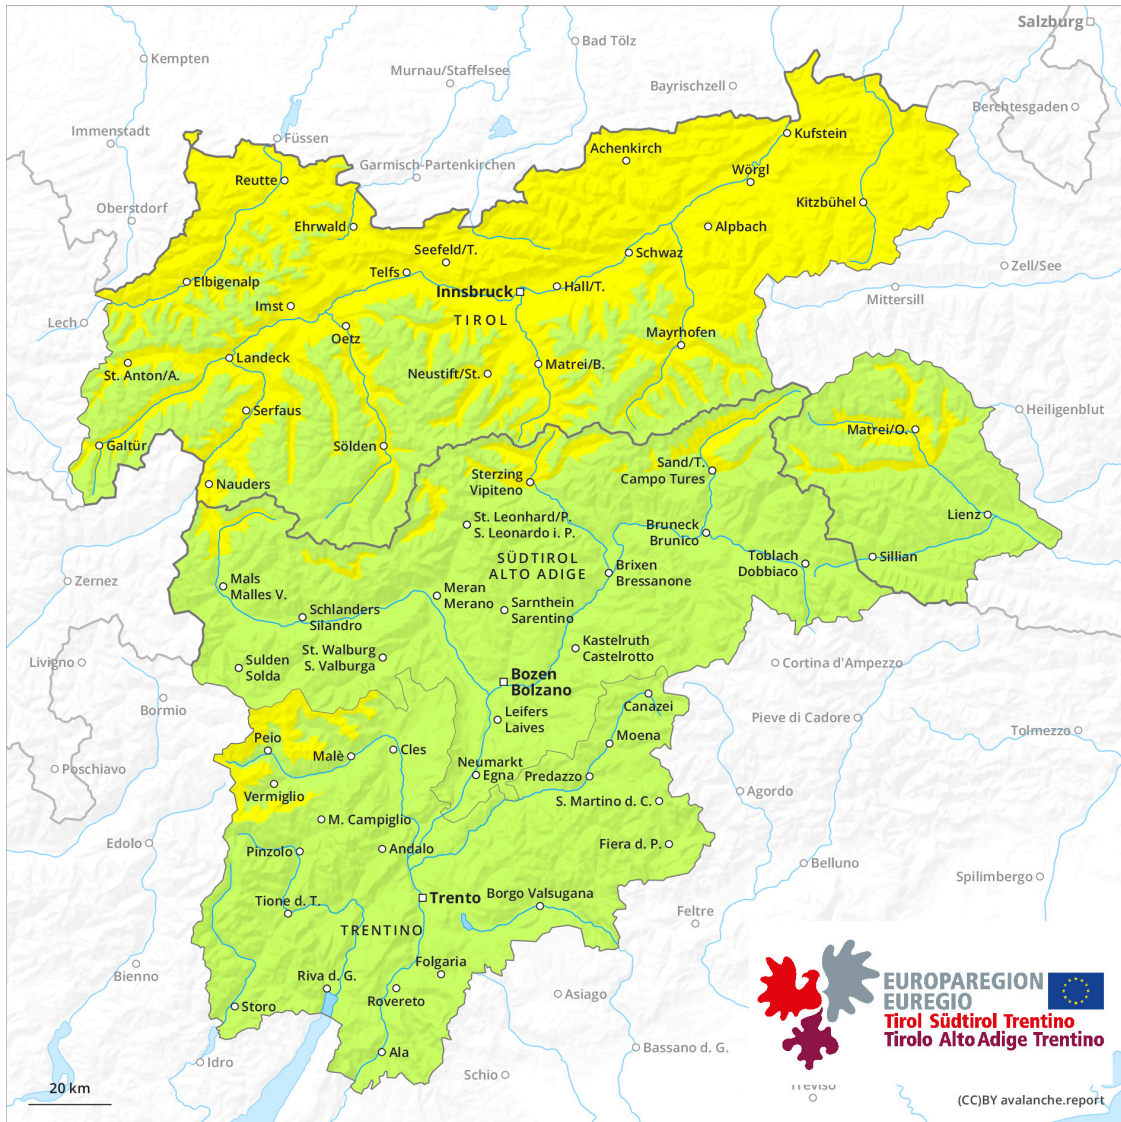 Salzburg
Bad Tölz
Kempten
Murnau/Staffelsee
Bayrischzell
Berchtesgaden
Immenstadt
Füssen
Kufstein
Achenkirch
Garmisch-Partenkirchen
Wörgl
Reutte
Oberstdorf
Kitzbühel
Ehrwald
Alpbach
Seefeld/T.
Schwaz
Zell/See
Telfs
Elbigenalp
Hall/T.
Innsbruck
Mittersill
Imst
TIROL
Lech
Mayrhofen
Oetz
Landeck
Matrei/B.
St. Anton/A.
Neustift/St.
Serfaus
Heiligenblut
Matrei/O.
Galtür
Sölden
Sand/T.
Campo Tures
Sterzing
Vipiteno
Nauders
St. Leonhard/P.
S. Leonardo i. P.
Lienz
Bruneck
Brunico
SÜDTIROL
ALTO ADIGE
Toblach
Dobbiaco
Sillian
Brixen
Bressanone
Zernez
Mals
Malles V.
Meran
Merano
Sarnthein
Sarentino
Schlanders
Silandro
Kastelruth
Castelrotto
St. Walburg
S. Valburga
Livigno
Sulden
Solda
Cortina d'Ampezzo
Bozen
Bolzano
Bormio
Canazei
Leifers
Laives
Pieve di Cadore
Tolmezzo
Peio
Moena
Cles
Malè
Neumarkt
Egna
Poschiavo
Predazzo
Vermiglio
Agordo
S. Martino d. C.
M. Campiglio
Edolo
Fiera d. P.
Pinzolo
Andalo
Belluno
Spilimbergo
Trento
Borgo Valsugana
Tione d. T.
Feltre
TRENTINO
Folgaria
Bienno
Riva d. G.
EUROPAREGION
EUREGIO
Tirol Südtirol Trentino
Tirolo Alto Adige Trentino
Asiago
Rovereto
Storo
Bassano d. G.
Ala
Idro
Schio
Treviso
20 km
(CC)BY avalanche.report